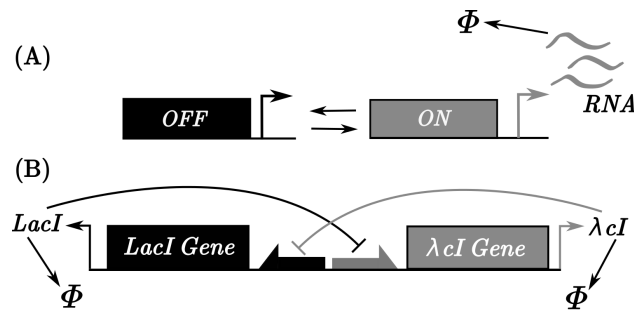 Φ
(A)
OFF
ON
RNA
(B)
LacI
LacI Gene
λcI Gene
λcI
Φ
Φ